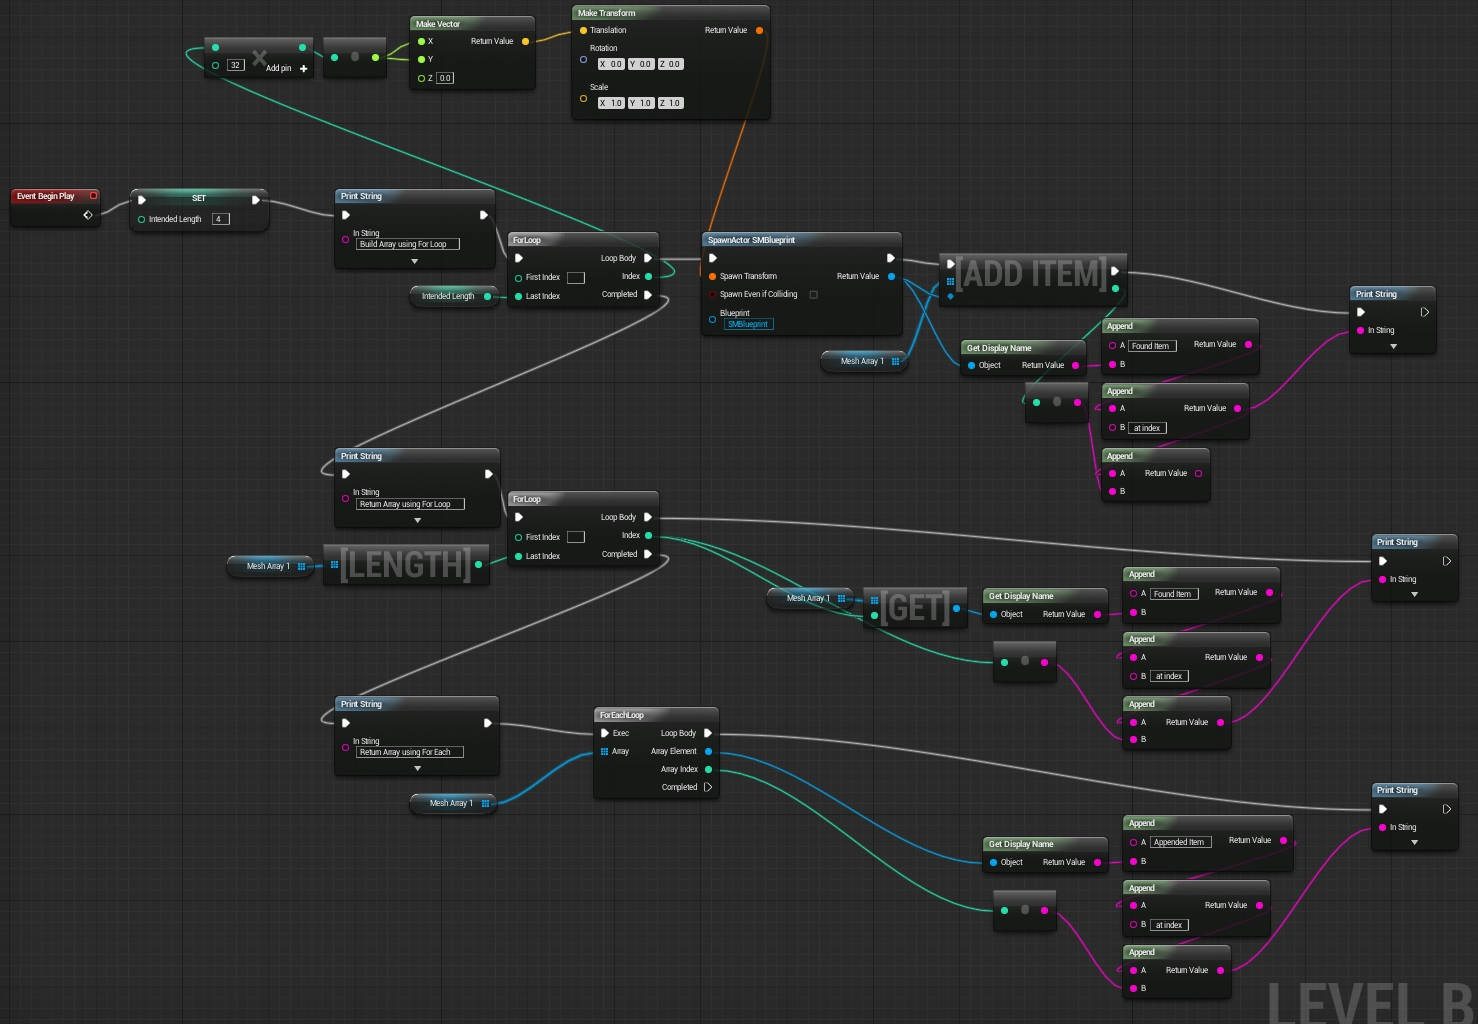 Make Vector
X
Return Value
Y
Z 0.0
Make Transform
Translation
Return Value
Rotation
X 0.0 Y 0.0 Z 0.0
Scale
X 1.0 Y 1.0 Z 1.0
32
Add pin +
Event Begin Play
SET
Intended Length 4
Print String
In String
Build Array using For Loop
ForLoop
Loop Body
First Index
Index
Last Index
Completed
Intended Length
SpawnActor SMBlueprint
Spawn Transform
Return Value
Spawn Even if Colliding
Blueprint
SMBlueprint
[ADD ITEM]
Mesh Array 1
Get Display Name
Object
Return Value
Append
A Found Item
Return Value
B
Append
A
Return Value
B at index
Append
A
Return Value
B
Print String
In String
Print String
In String
Return Array using For Loop
ForLoop
Loop Body
First Index
Index
Last Index
Completed
Mesh Array 1
[LENGTH]
Mesh Array 1
[GET]
Get Display Name
Object
Return Value
Append
A Found Item
Return Value
B
Append
A
Return Value
B at index
Append
A
Return Value
B
Print String
In String
Print String
In String
Return Array using For Each
ForEachLoop
Exec
Loop Body
Array
Array Element
Array Index
Completed
Mesh Array 1
Get Display Name
Object
Return Value
Append
A Appended Item
Return Value
B
Append
A
Return Value
B at index
Append
A
Return Value
B
Print String
In String
LEVEL B